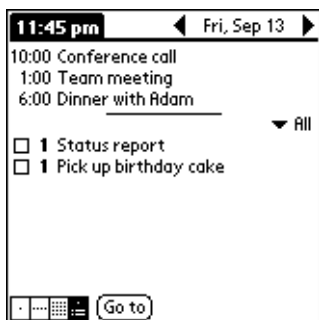 11:45 pm Fri, Sep 13
10:00 Conference call
1:00 Team meeting
6:00 Dinner with Adam
All
1 Status report
1 Pick up birthday cake
Go to